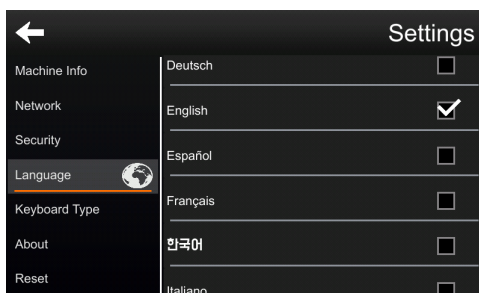 Settings
Machine Info
Network
Security
Language
Keyboard Type
About
Reset
Deutsch
English
Español
Français
한국어
Italiano